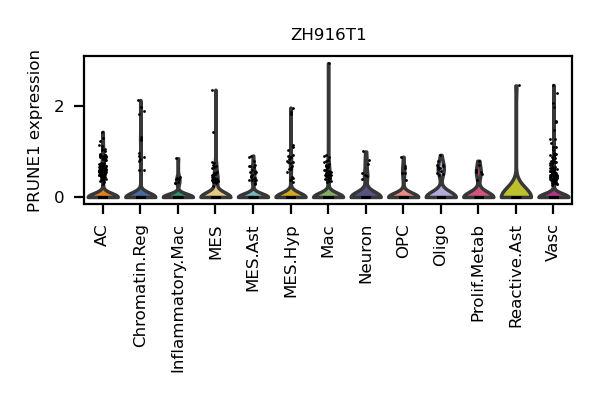 ZH916T1
PRUNE1 expression
2
0
AC
Chromatin.Reg
Inflammatory.Mac
MES
MES.Ast
MES.Hyp
Mac
Neuron
OPC
Oligo
Prolif.Metab
Reactive.Ast
Vasc